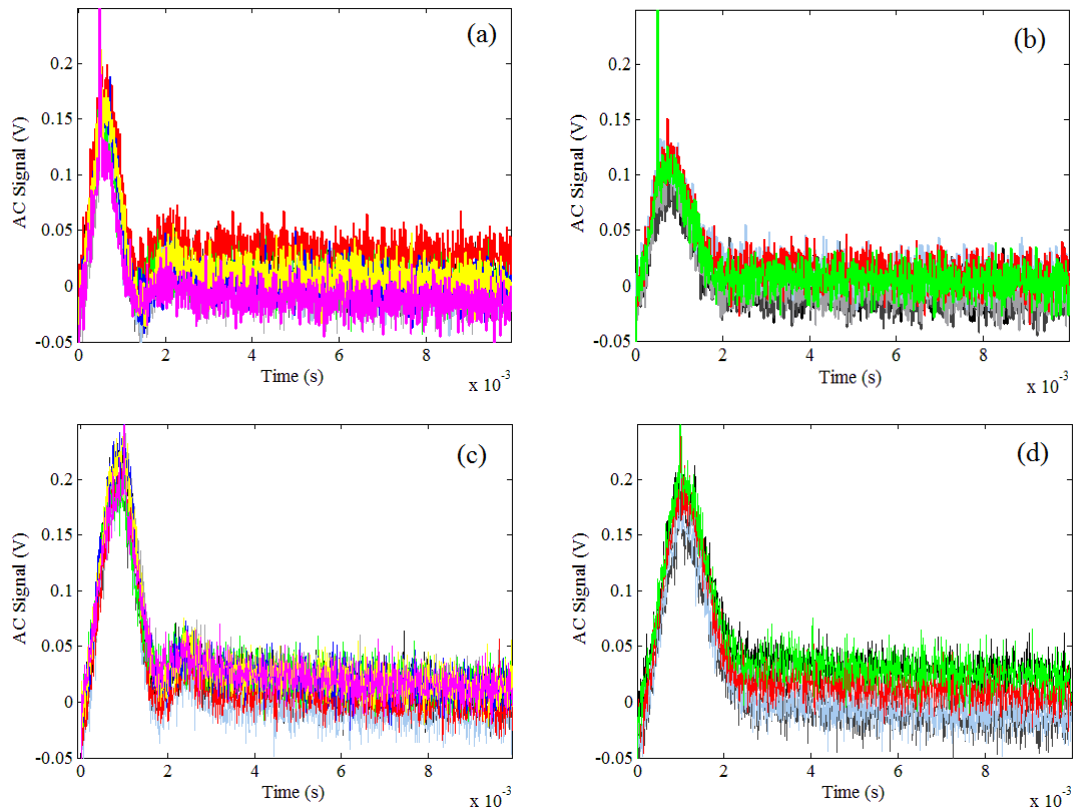 (a)
AC Signal (V)
0.2
0.15
0.1
0.05
0
-0.05
0 2 4 6 8
Time (s)
x 10-3
(b)
AC Signal (V)
0.2
0.15
0.1
0.05
0
-0.05
0 2 4 6 8
Time (s)
x 10-3
(c)
AC Signal (V)
0.2
0.15
0.1
0.05
0
-0.05
0 2 4 6 8
Time (s)
x 10-3
(d)
AC Signal (V)
0.2
0.15
0.1
0.05
0
-0.05
0 2 4 6 8
Time (s)
x 10-3